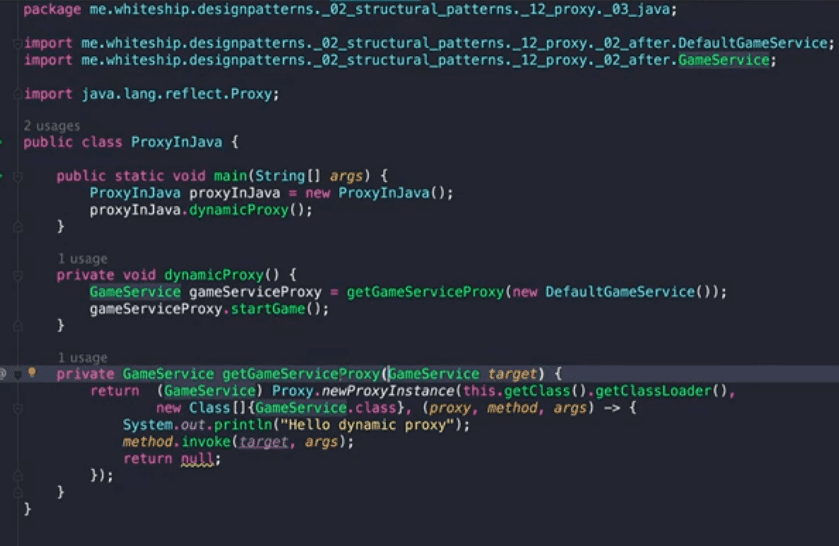 package me.whiteship.designpatterns._02_structural_patterns._12_proxy._03_java;
import me.whiteship.designpatterns._02_structural_patterns._12_proxy._02_after.DefaultGameService;
import me.whiteship.designpatterns._02_structural_patterns._12_proxy._02_after.GameService;
import java.lang.reflect.Proxy;
2 usages
public class ProxyInJava {
public static void main(String[] args) {
ProxyInJava proxyInJava = new ProxyInJava();
proxyInJava.dynamicProxy();
}
1 usage
private void dynamicProxy() {
GameService gameServiceProxy = getGameServiceProxy(new DefaultGameService());
gameServiceProxy.startGame();
}
1 usage
private GameService getGameServiceProxy(GameService target) {
return (GameService) Proxy.newProxyInstance(this.getClass().getClassLoader(),
new Class[]{GameService.class}, (proxy, method, args) -> {
System.out.println("Hello dynamic proxy");
method.invoke(target, args);
return null;
});
}
}